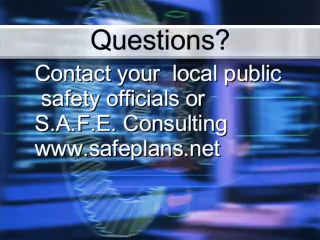 Questions?
Contact your local public
safety officials or
S.A.F.E. Consulting
www.safeplans.net